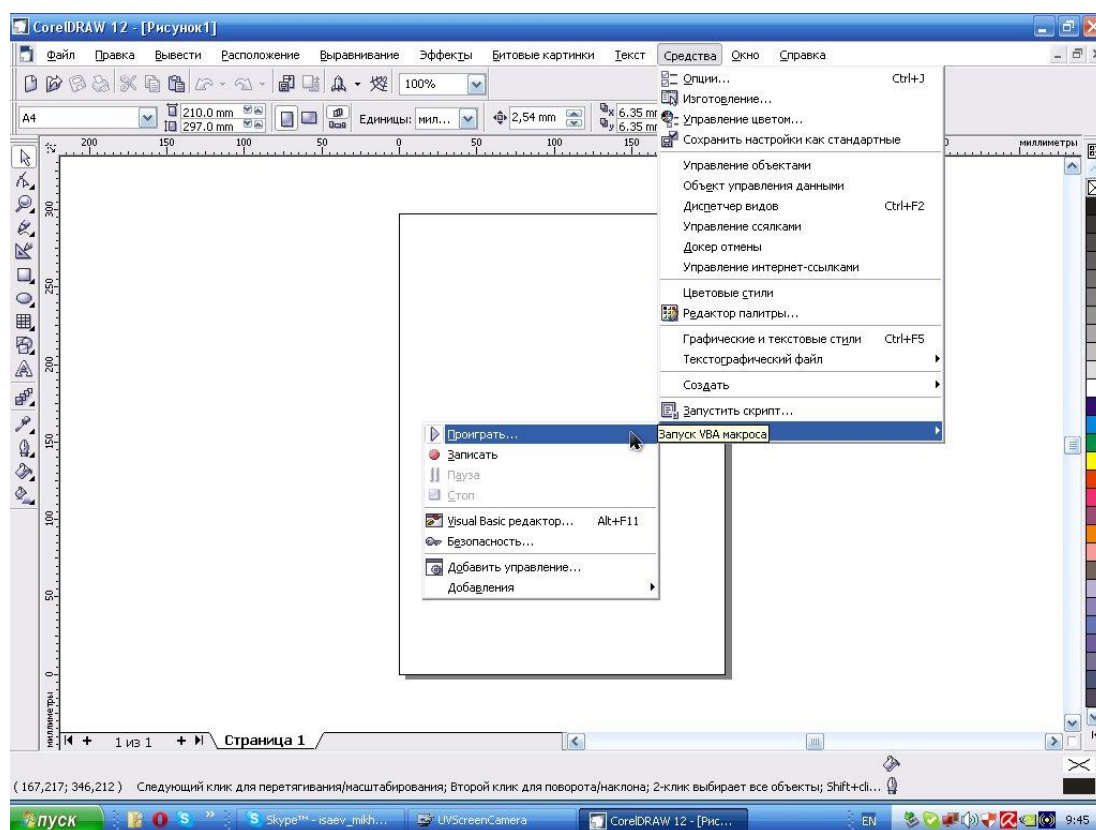 CorelDRAW 12 - [Рисунок1]
Файл Правка Вывести Расположение Выравнивание Эффекты Битовые картинки Текст Средства Окно Справка
100%
A4 210.0 mm 297.0 mm Единицы: мил... 2,54 mm x 6.35 mm y 6.35 mm
200 150 100 50 0 50 100 150 миллиметры
Опции... Ctrl+J
Изготовление...
Управление цветом...
Сохранить настройки как стандартные
Управление объектами
Объект управления данными
Диспетчер видов Ctrl+F2
Управление ссялками
Докер отмены
Управление интернет-ссылками
Цветовые стили
Редактор палитры...
Графические и текстовые стили Ctrl+F5
Текстографический файл
Создать
Запустить скрипт...
Запуск VBA макроса
Проиграть...
Записать
Пауза
Стоп
Visual Basic редактор... Alt+F11
Безопасность...
Добавить управление...
Добавления
300
250
200
150
100
50
0
миллиметры
1 из 1 Страница 1
( 167,217; 346,212 ) Следующий клик для перетягивания/масштабирования; Второй клик для поворота/наклона; 2-клик выбирает все объекты; Shift+cli...
пуск Skype™ - isaev_mikh... UVScreenCamera CorelDRAW 12 - [Рис... EN 9:45